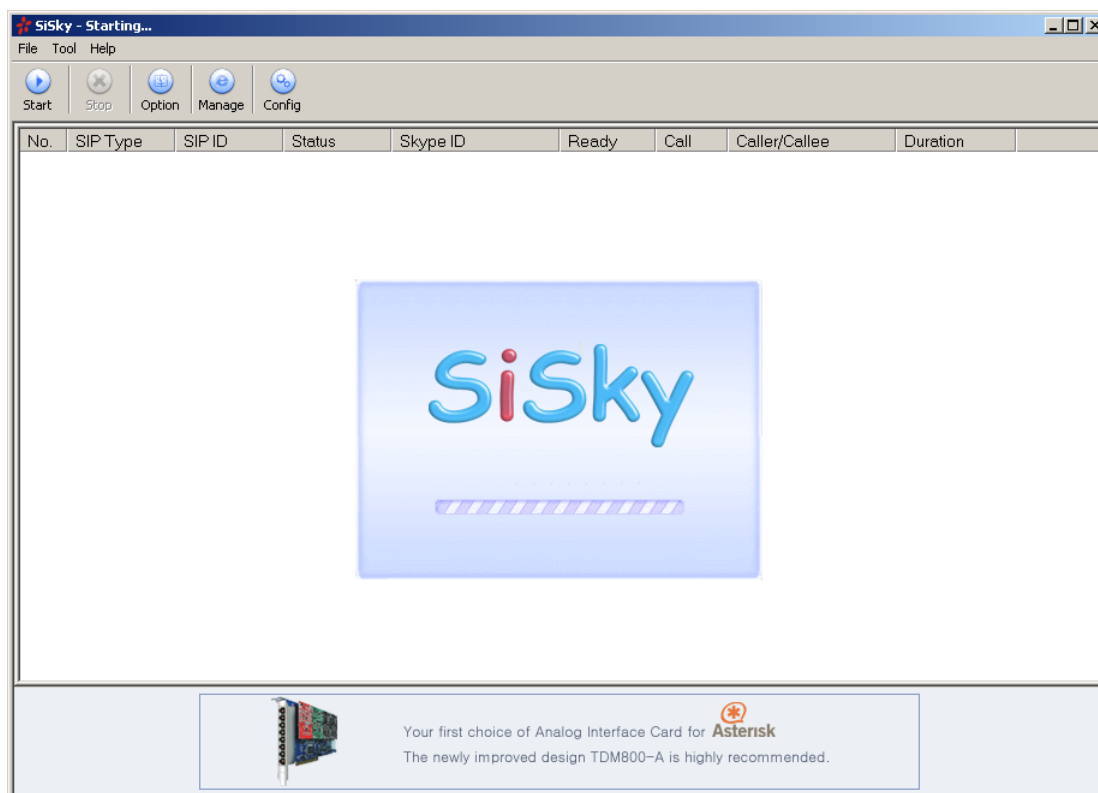 SiSky - Starting...
File Tool Help
Start Stop Option Manage Config
No. SIP Type SIP ID Status Skype ID Ready Call Caller/Callee Duration
SiSky
Your first choice of Analog Interface Card for Asterisk
The newly improved design TDM800-A is highly recommended.